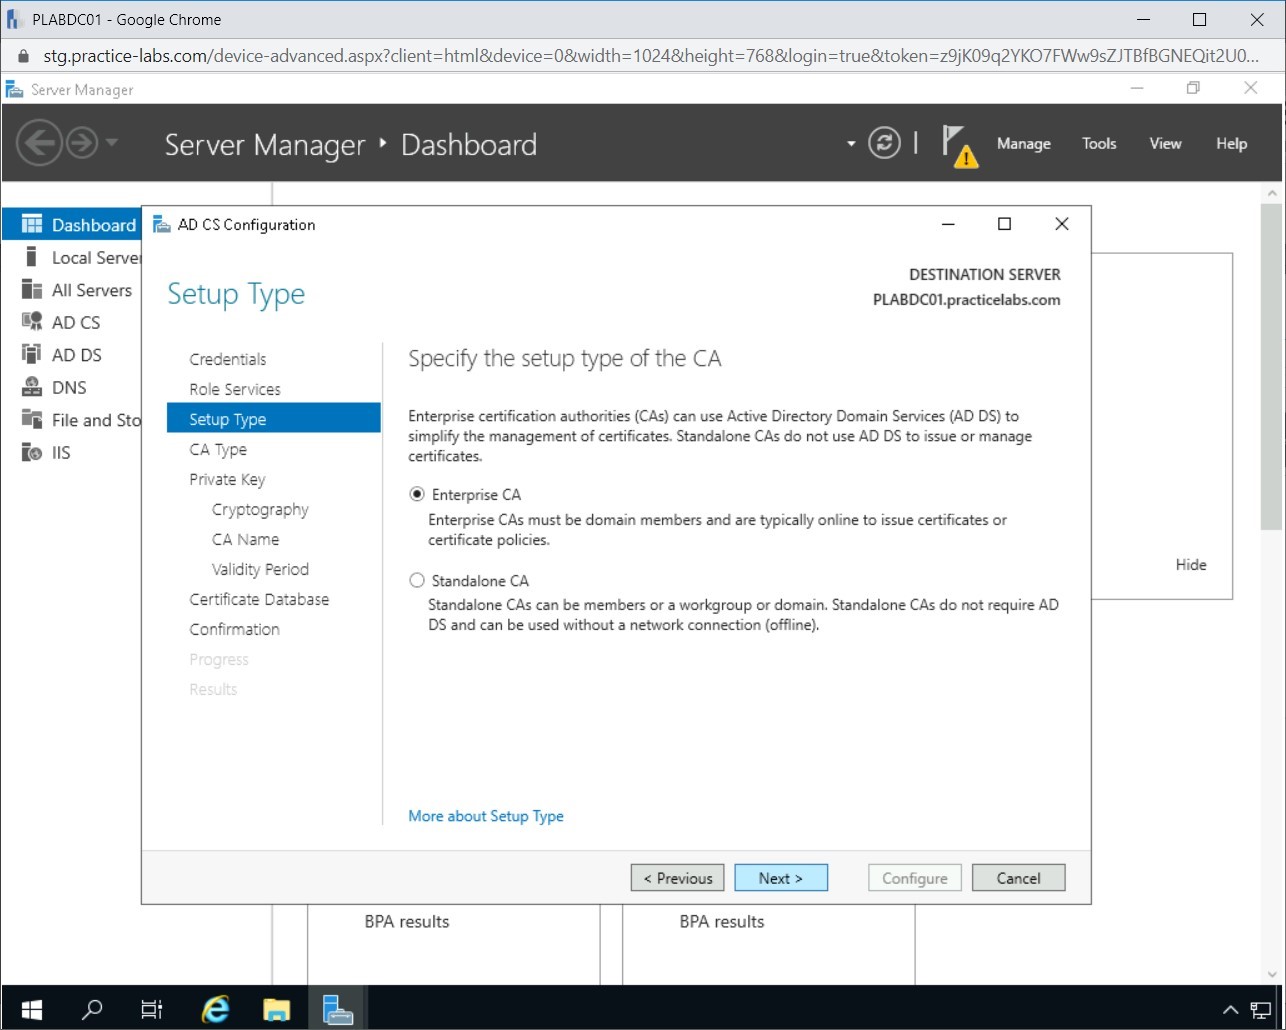 PLABDC01 - Google Chrome
stg.practice-labs.com/device-advanced.aspx?client=html&device=0&width=1024&height=768&login=true&token=z9jK09q2YKO7FWw9sZJTBfBGNEQit2U0...
Server Manager
Server Manager ‣ Dashboard
Manage
Tools
View
Help
Dashboard
Local Server
All Servers
AD CS
AD DS
DNS
File and Sto
IIS
AD CS Configuration
Setup Type
DESTINATION SERVER
PLABDC01.practicelabs.com
Credentials
Role Services
Setup Type
CA Type
Private Key
Cryptography
CA Name
Validity Period
Certificate Database
Confirmation
Progress
Results
Specify the setup type of the CA
Enterprise certification authorities (CAs) can use Active Directory Domain Services (AD DS) to
simplify the management of certificates. Standalone CAs do not use AD DS to issue or manage
certificates.
Enterprise CA
Enterprise CAs must be domain members and are typically online to issue certificates or
certificate policies.
Standalone CA
Standalone CAs can be members or a workgroup or domain. Standalone CAs do not require AD
DS and can be used without a network connection (offline).
More about Setup Type
< Previous
Next >
Configure
Cancel
Hide
BPA results
BPA results